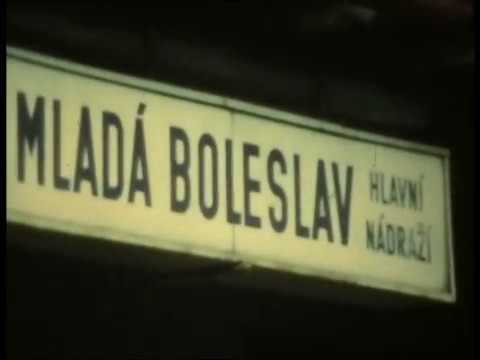 MLADÁ BOLESLAV
HLAVNÍ
NÁDRAŽÍ